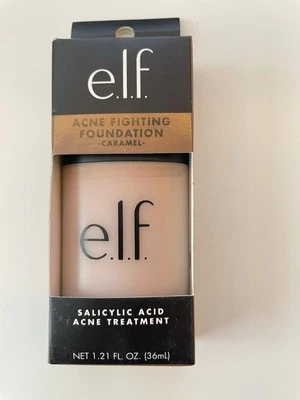 e.l.f.
ACNE FIGHTING
FOUNDATION
-CARAMEL-
e.l.f.
SALICYLIC ACID
ACNE TREATMENT
NET 1.21 FL. OZ. (36mL)